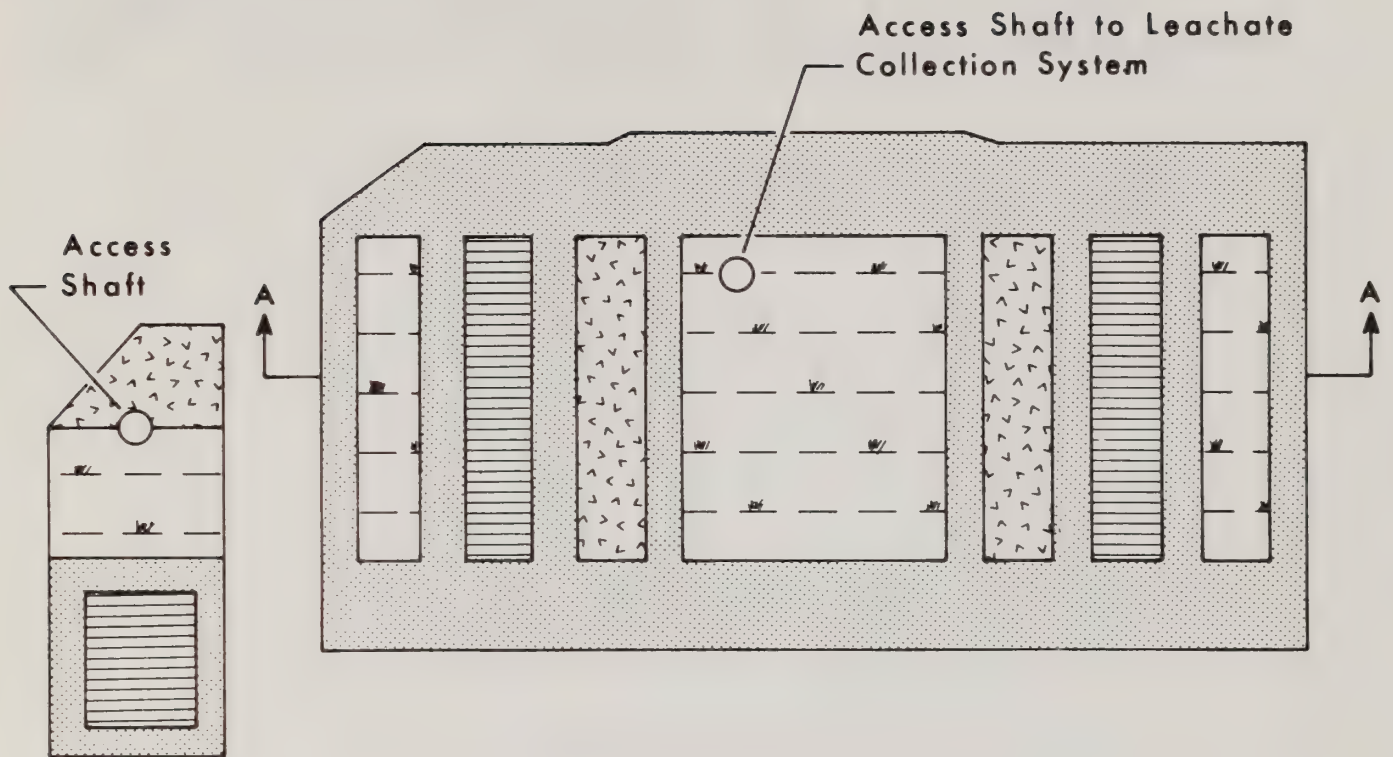 Access Shaft to Leachate
Collection System
Access
Shaft
A
A